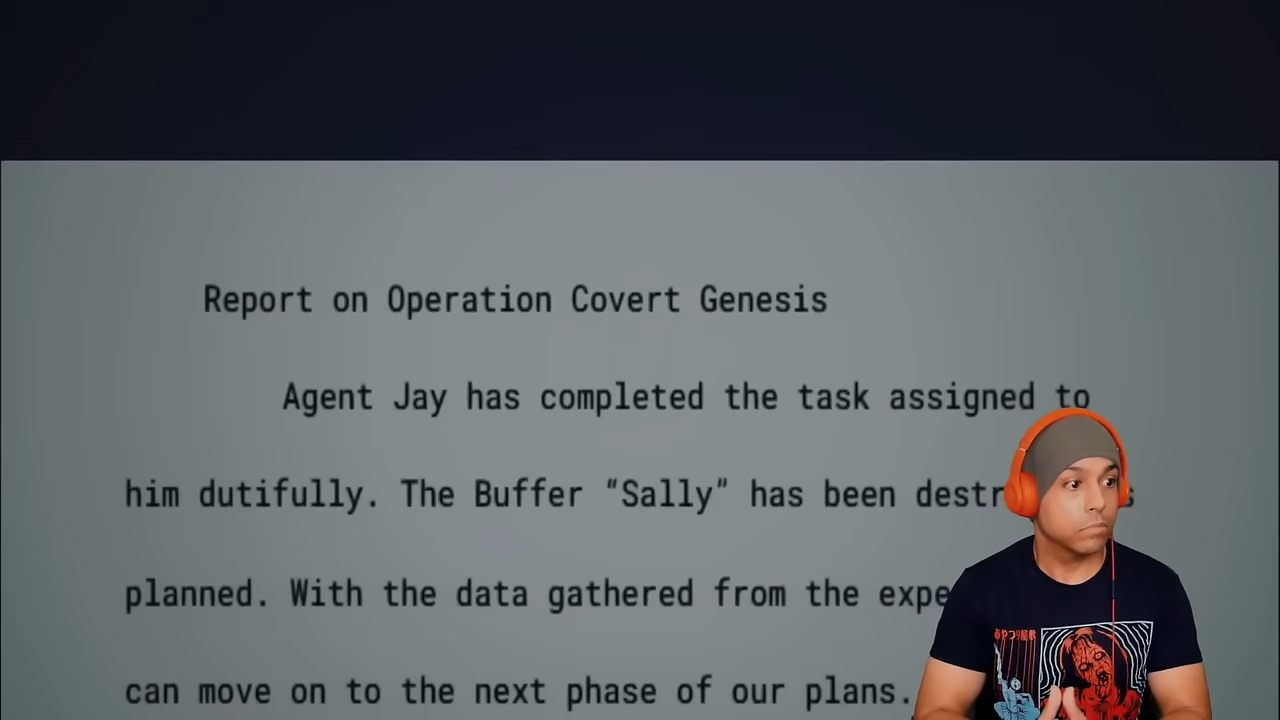 Report on Operation Covert Genesis
Agent Jay has completed the task assigned to
him dutifully. The Buffer “Sally” has been
planned. With the data gathered from the
can move on to the next phase of our plans.